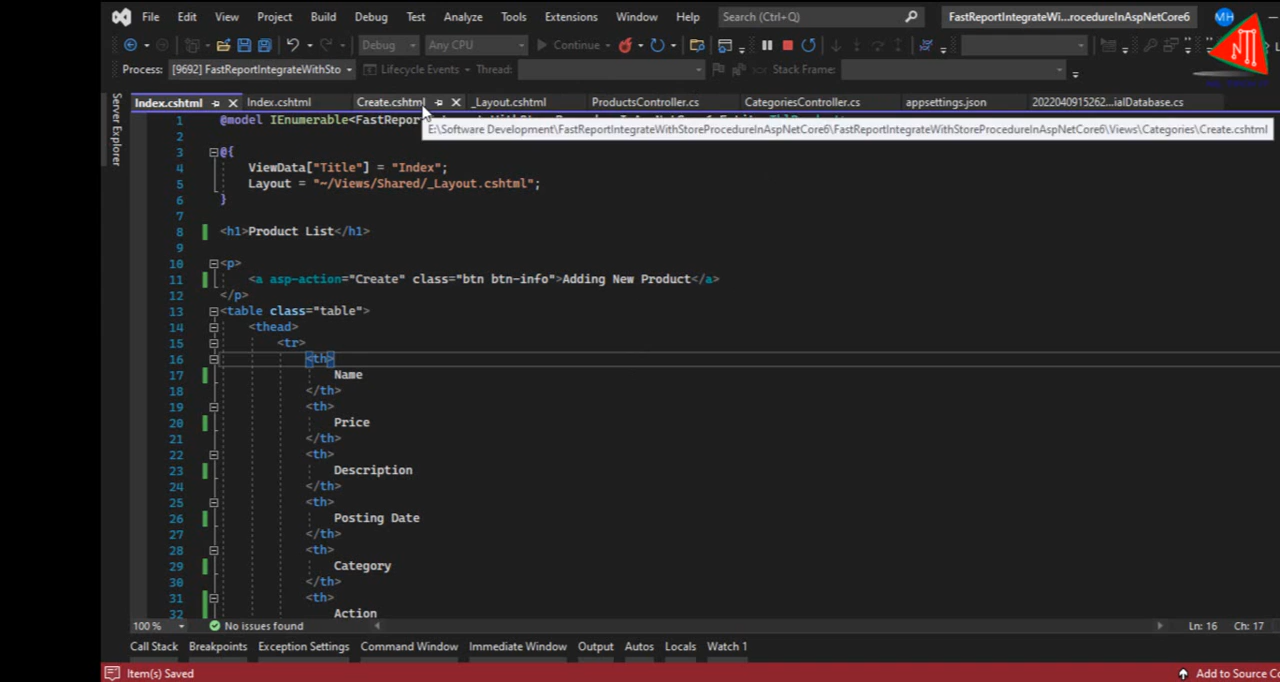 File Edit View Project Build Debug Test Analyze Tools Extensions Window Help Search (Ctrl+Q) FastReportIntegrateWi...rocedureInAspNetCore6 MH
Debug Any CPU Continue
Process: [9692] FastReportIntegrateWithSto Lifecycle Events Thread: Stack Frame:
Index.cshtml Index.cshtml Create.cshtml _Layout.cshtml ProductsController.cs CategoriesController.cs appsettings.json 2022040915262...ialDatabase.cs
Server Explorer
1 @model IEnumerable<FastRepor
E:\Software Development\FastReportIntegrateWithStoreProcedureInAspNetCore6\FastReportIntegrateWithStoreProcedureInAspNetCore6\Views\Categories\Create.cshtml
2
3 @{
4 ViewData["Title"] = "Index";
5 Layout = "~/Views/Shared/_Layout.cshtml";
6 }
7
8 <h1>Product List</h1>
9
10 <p>
11 <a asp-action="Create" class="btn btn-info">Adding New Product</a>
12 </p>
13 <table class="table">
14 <thead>
15 <tr>
16 <th>
17 Name
18 </th>
19 <th>
20 Price
21 </th>
22 <th>
23 Description
24 </th>
25 <th>
26 Posting Date
27 </th>
28 <th>
29 Category
30 </th>
31 <th>
32 Action
100 % No issues found Ln: 16 Ch: 17
Call Stack Breakpoints Exception Settings Command Window Immediate Window Output Autos Locals Watch 1
Item(s) Saved Add to Source Co